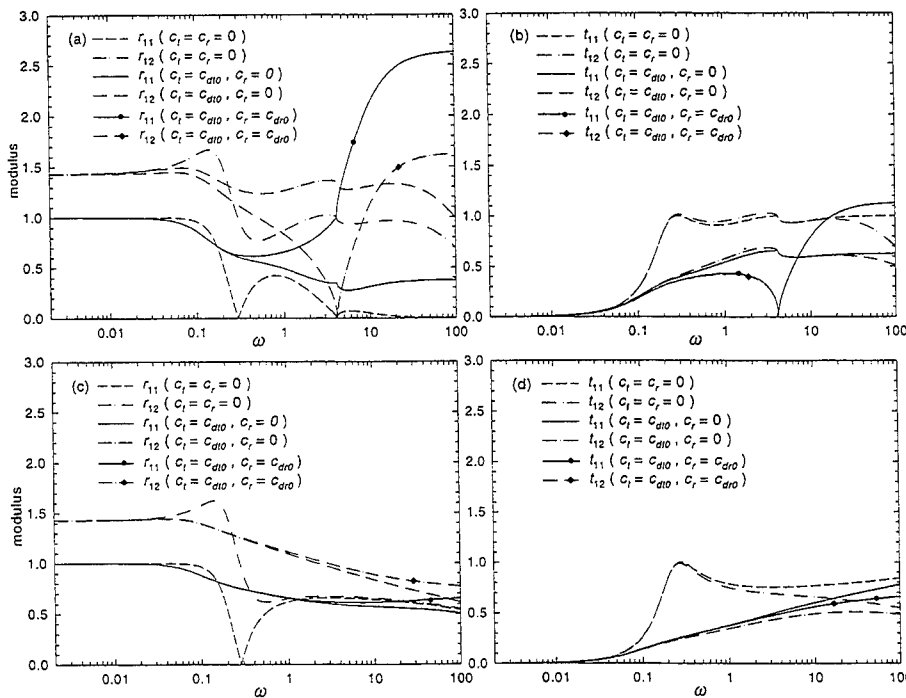 3.0
2.5
2.0
1.5
1.0
0.5
0.0
modulus
(a)
r11 ( ct = cr = 0 )
r12 ( ct = cr = 0 )
r11 ( ct = cdt0 , cr = 0 )
r12 ( ct = cdt0 , cr = 0 )
r11 ( ct = cdt0 , cr = cdr0 )
r12 ( ct = cdt0 , cr = cdr0 )
0.01 0.1 1 10 100
ω
3.0
2.5
2.0
1.5
1.0
0.5
0.0
(b)
t11 ( ct = cr = 0 )
t12 ( ct = cr = 0 )
t11 ( ct = cdt0 , cr = 0 )
t12 ( ct = cdt0 , cr = 0 )
t11 ( ct = cdt0 , cr = cdr0 )
t12 ( ct = cdt0 , cr = cdr0 )
0.01 0.1 1 10 100
ω
3.0
2.5
2.0
1.5
1.0
0.5
0.0
modulus
(c)
r11 ( ct = cr = 0 )
r12 ( ct = cr = 0 )
r11 ( ct = cdt0 , cr = 0 )
r12 ( ct = cdt0 , cr = 0 )
r11 ( ct = cdt0 , cr = cdr0 )
r12 ( ct = cdt0 , cr = cdr0 )
0.01 0.1 1 10 100
ω
3.0
2.5
2.0
1.5
1.0
0.5
0.0
(d)
t11 ( ct = cr = 0 )
t12 ( ct = cr = 0 )
t11 ( ct = cdt0 , cr = 0 )
t12 ( ct = cdt0 , cr = 0 )
t11 ( ct = cdt0 , cr = cdr0 )
t12 ( ct = cdt0 , cr = cdr0 )
0.01 0.1 1 10 100
ω